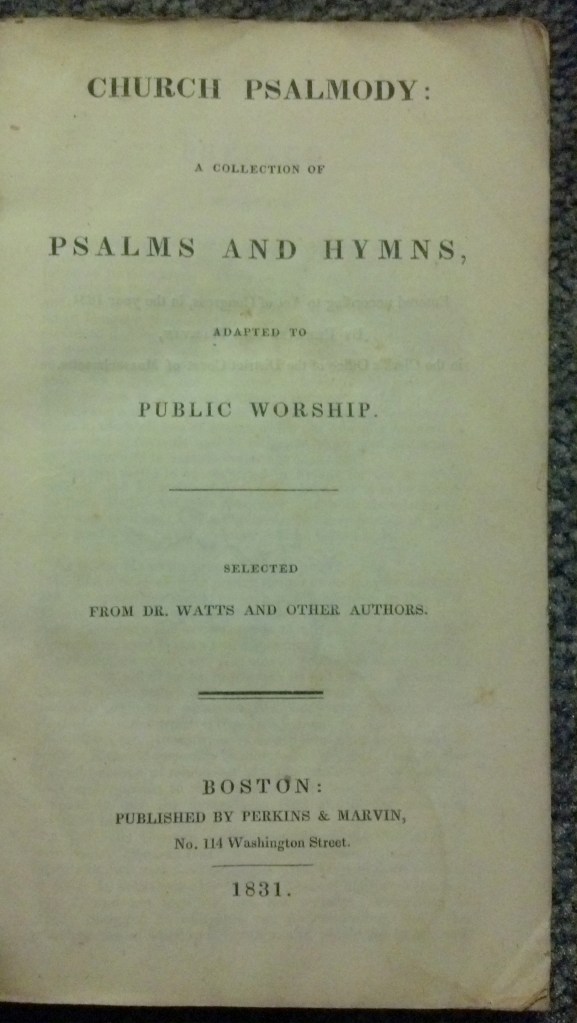 CHURCH PSALMODY:
A COLLECTION OF
PSALMS AND HYMNS,
ADAPTED TO
PUBLIC WORSHIP.
SELECTED
FROM DR. WATTS AND OTHER AUTHORS.
BOSTON:
PUBLISHED BY PERKINS & MARVIN,
No. 114 Washington Street.
1831.